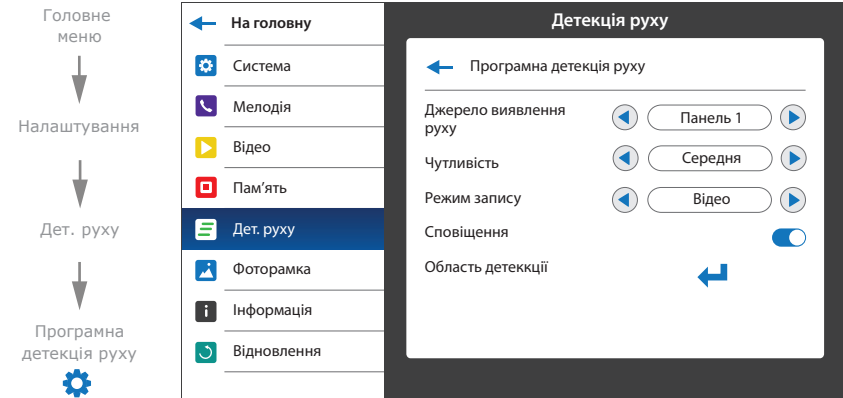 Головне
меню
Налаштування
Дет. руху
Програмна
детекція руху
На головну
Система
Мелодія
Відео
Пам’ять
Дет. руху
Фоторамка
Інформація
Відновлення
Детекція руху
Програмна детекція руху
Джерело виявлення
руху
Панель 1
Чутливість
Середня
Режим запису
Відео
Сповіщення
Область детеккції